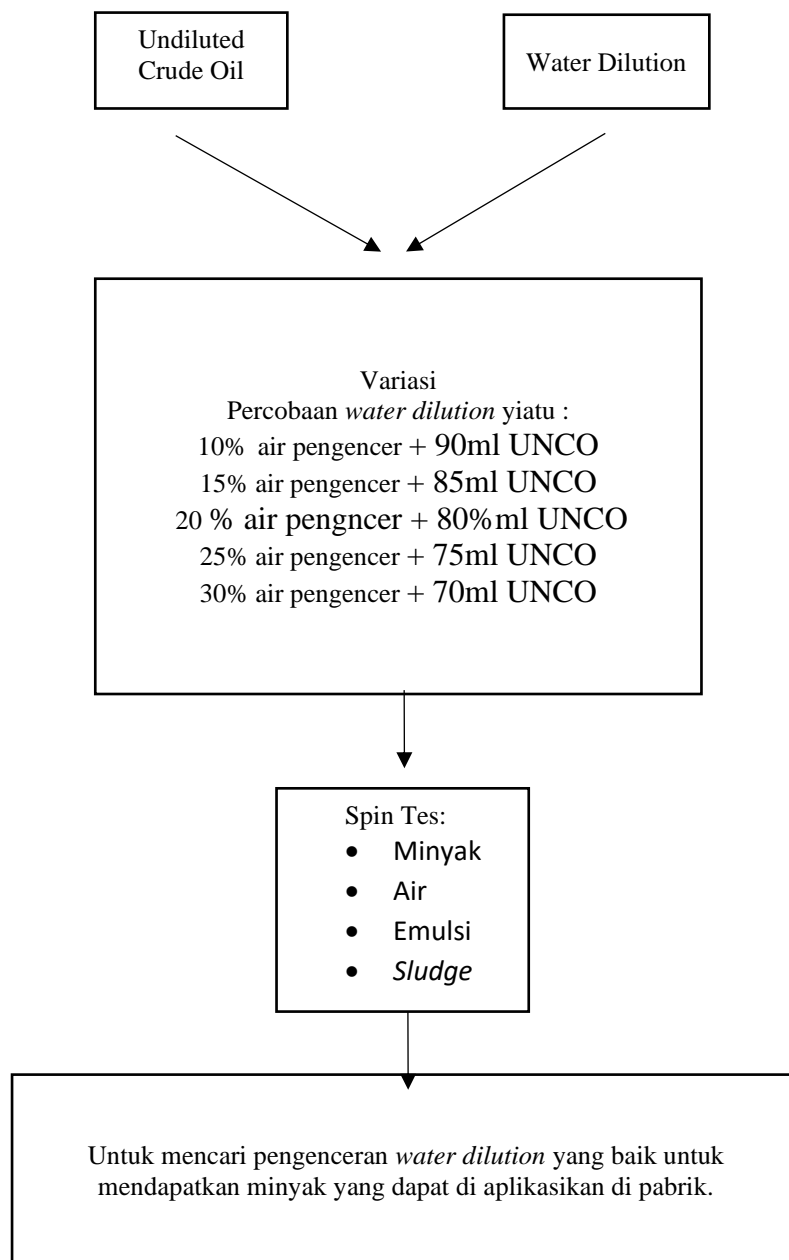 Undiluted
Crude Oil
Water Dilution
Variasi
Percobaan water dilution yiatu :
10% air pengencer + 90ml UNCO
15% air pengencer + 85ml UNCO
20 % air pengncer + 80%ml UNCO
25% air pengencer + 75ml UNCO
30% air pengencer + 70ml UNCO
Spin Tes:
• Minyak
• Air
• Emulsi
• Sludge
Untuk mencari pengenceran water dilution yang baik untuk
mendapatkan minyak yang dapat di aplikasikan di pabrik.